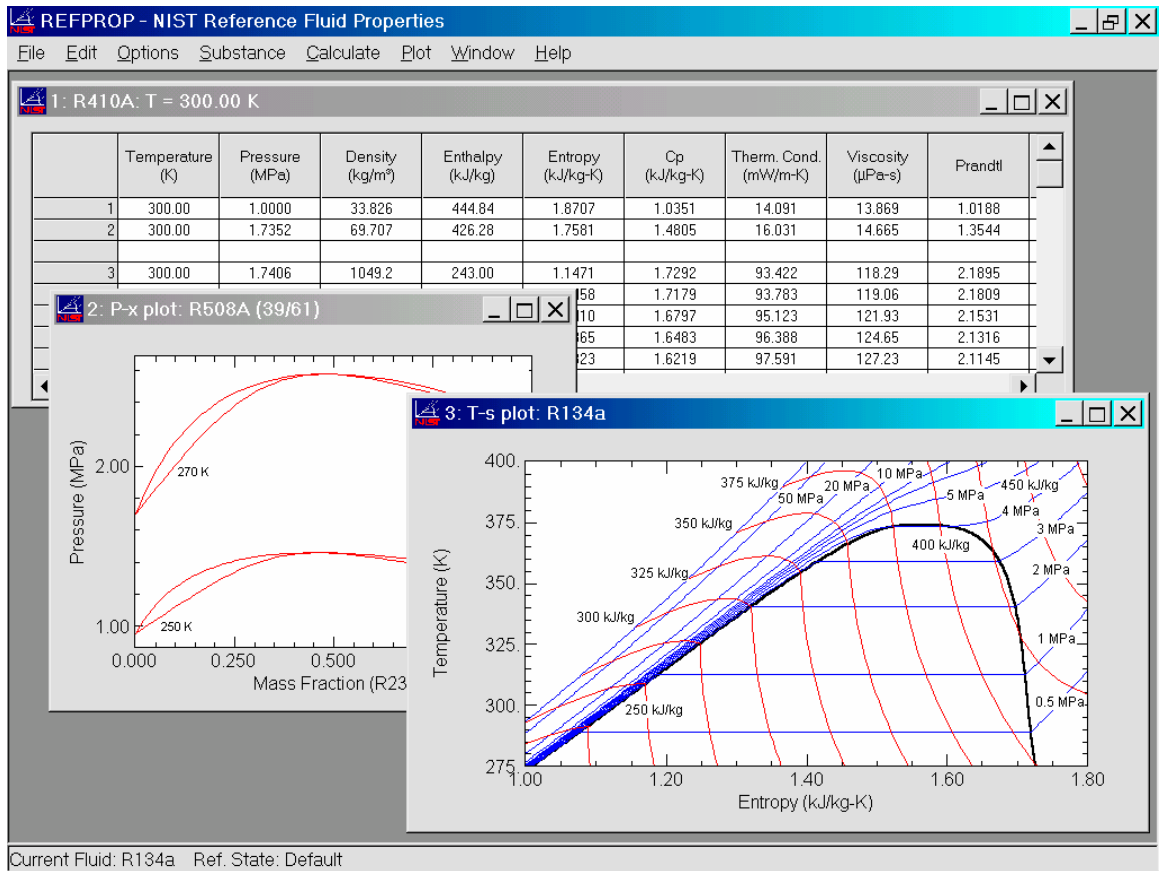 REFPROP - NIST Reference Fluid Properties
File Edit Options Substance Calculate Plot Window Help
1: R410A: T = 300.00 K
Temperature (K) Pressure (MPa) Density (kg/m³) Enthalpy (kJ/kg) Entropy (kJ/kg-K) Cp (kJ/kg-K) Therm. Cond. (mW/m-K) Viscosity (µPa-s) Prandtl
1 300.00 1.0000 33.826 444.84 1.8707 1.0351 14.091 13.869 1.0188
2 300.00 1.7352 69.707 426.28 1.7581 1.4805 16.031 14.665 1.3544
3 300.00 1.7406 1049.2 243.00 1.1471 1.7292 93.422 118.29 2.1895
58 1.7179 93.783 119.06 2.1809
10 1.6797 95.123 121.93 2.1531
365 1.6483 96.388 124.65 2.1316
323 1.6219 97.591 127.23 2.1145
2: P-x plot: R508A (39/61)
Pressure (MPa)
2.00
270 K
1.00
250 K
0.000 0.250 0.500
Mass Fraction (R23
3: T-s plot: R134a
Temperature (K)
400.
375.
350.
325.
300.
275
375 kJ/kg
50 MPa
20 MPa
10 MPa
5 MPa
450 kJ/kg
4 MPa
350 kJ/kg
3 MPa
400 kJ/kg
325 kJ/kg
2 MPa
300 kJ/kg
1 MPa
250 kJ/kg
0.5 MPa
1.00 1.20 1.40 1.60 1.80
Entropy (kJ/kg-K)
Current Fluid: R134a Ref. State: Default